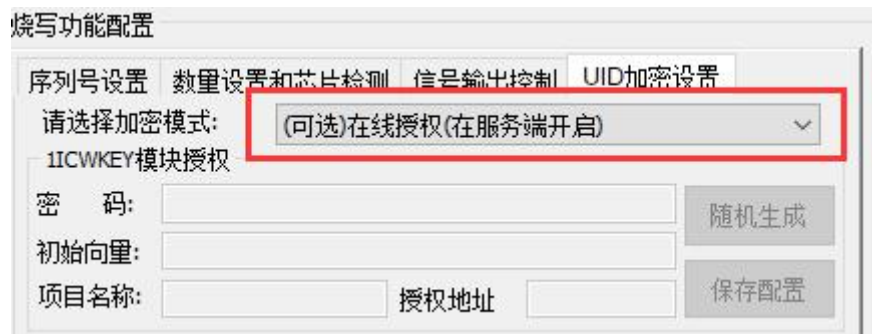 烧写功能配置
序列号设置 数量设置和芯片检测 信号输出控制 UID加密设置
请选择加密模式: (可选)在线授权(在服务端开启)
1ICWKEY模块授权
密 码: 随机生成
初始向量:
项目名称: 授权地址 保存配置